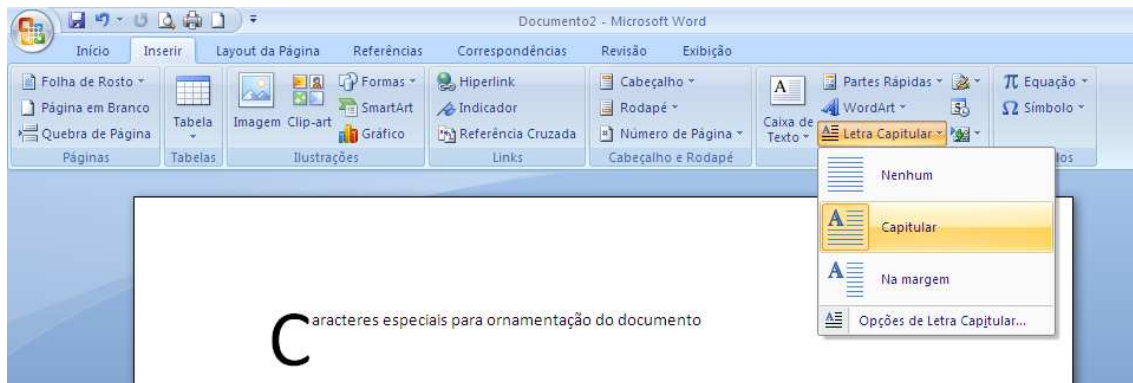 Documento2 - Microsoft Word
Início Inserir Layout da Página Referências Correspondências Revisão Exibição
Folha de Rosto
Página em Branco
Quebra de Página
Páginas
Tabela
Tabelas
Imagem
Clip-art
Formas
SmartArt
Gráfico
Ilustrações
Hiperlink
Indicador
Referência Cruzada
Links
Cabeçalho
Rodapé
Número de Página
Cabeçalho e Rodapé
A
Caixa de
Texto
Partes Rápidas
WordArt
Letra Capitular
π Equação
Ω Símbolo
los
Nenhum
Capitular
Na margem
Opções de Letra Capitular...
Caracteres especiais para ornamentação do documento